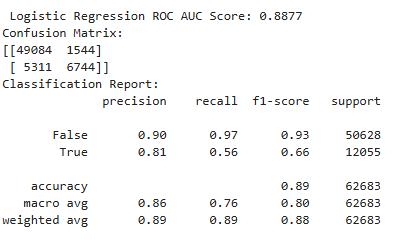 Logistic Regression ROC AUC Score: 0.8877
Confusion Matrix:
[[49084  1544]
 [ 5311  6744]]
Classification Report:
              precision    recall  f1-score   support

       False       0.90      0.97      0.93     50628
        True       0.81      0.56      0.66     12055

    accuracy                           0.89     62683
   macro avg       0.86      0.76      0.80     62683
weighted avg       0.89      0.89      0.88     62683